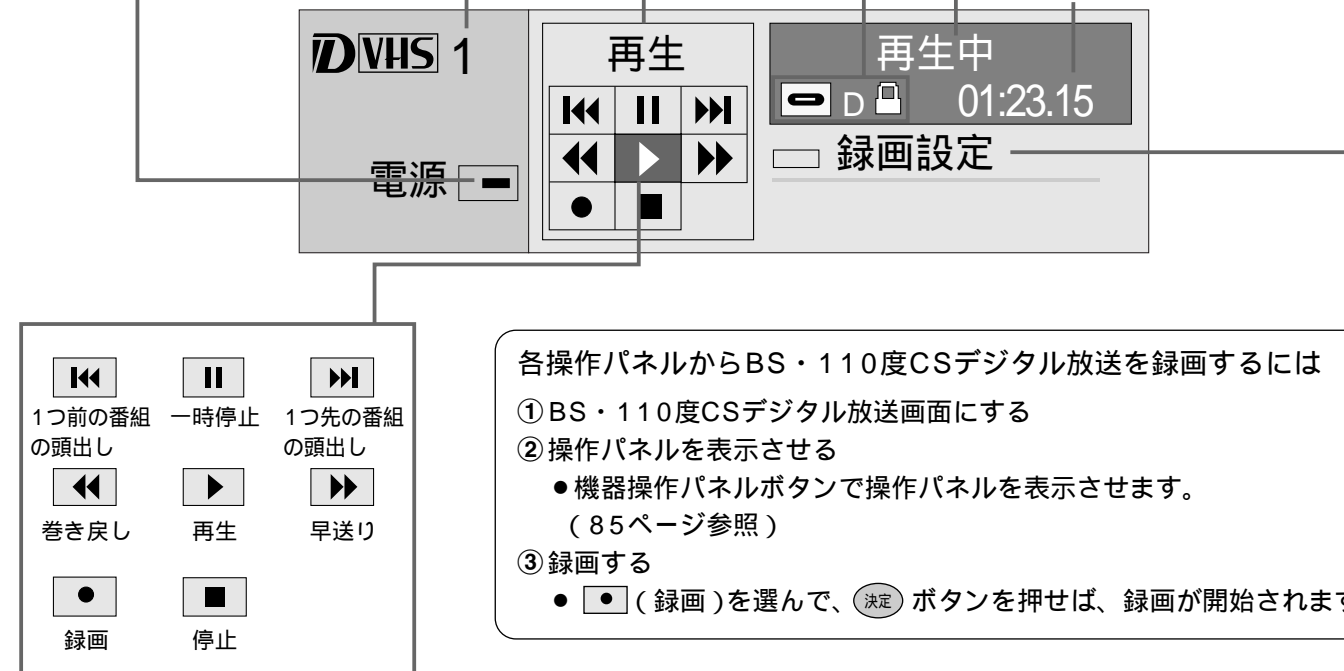 DVHS 1
再生
再生中
D 01:23.15
電源
録画設定
1つ前の番組
の頭出し
一時停止
1つ先の番組
の頭出し
巻き戻し
再生
早送り
録画
停止
各操作パネルからBS・110度CSデジタル放送を録画するには
①BS・110度CSデジタル放送画面にする
②操作パネルを表示させる
●機器操作パネルボタンで操作パネルを表示させます。
(85ページ参照)
③録画する
● (録画)を選んで、決定 ボタンを押せば、録画が開始されます